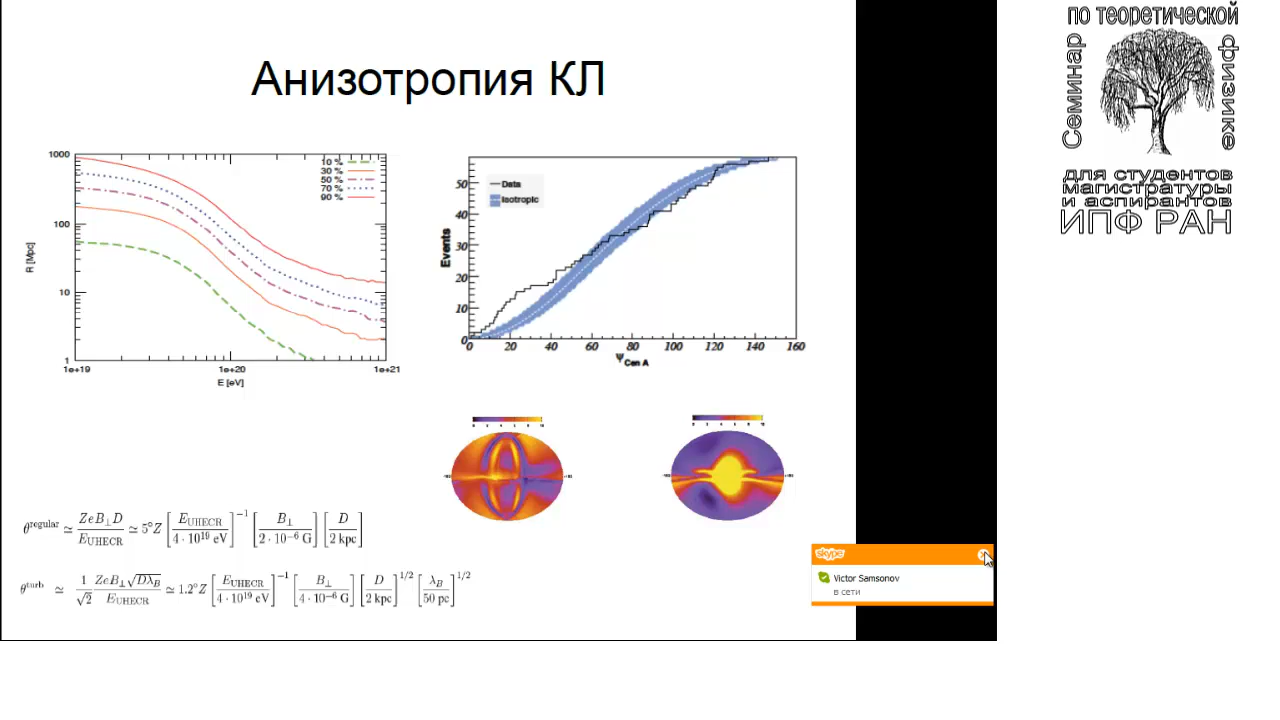 Анизотропия КЛ
1000
100
10
1
R [Mpc]
10 %
30 %
50 %
70 %
90 %
1e+19 1e+20 1e+21
E [eV]
50
40
30
20
10
0
Events
Data
Isotropic
0 20 40 60 80 100 120 140 160
Ψ Cen A
θ^regular ≃ ZeB⊥D / E_UHECR ≃ 5°Z [E_UHECR / 4 · 10^19 eV]^−1 [B⊥ / 2 · 10^−6 G] [D / 2 kpc]
θ^turb ≃ 1/√2 ZeB⊥√(Dλ_B) / E_UHECR ≃ 1.2°Z [E_UHECR / 4 · 10^19 eV]^−1 [B⊥ / 4 · 10^−6 G] [D / 2 kpc]^1/2 [λ_B / 50 pc]^1/2
skype
Victor Samsonov
в сети
Семинар
по теоретической
физике
для студентов
магистратуры
и аспирантов
ИПФ РАН